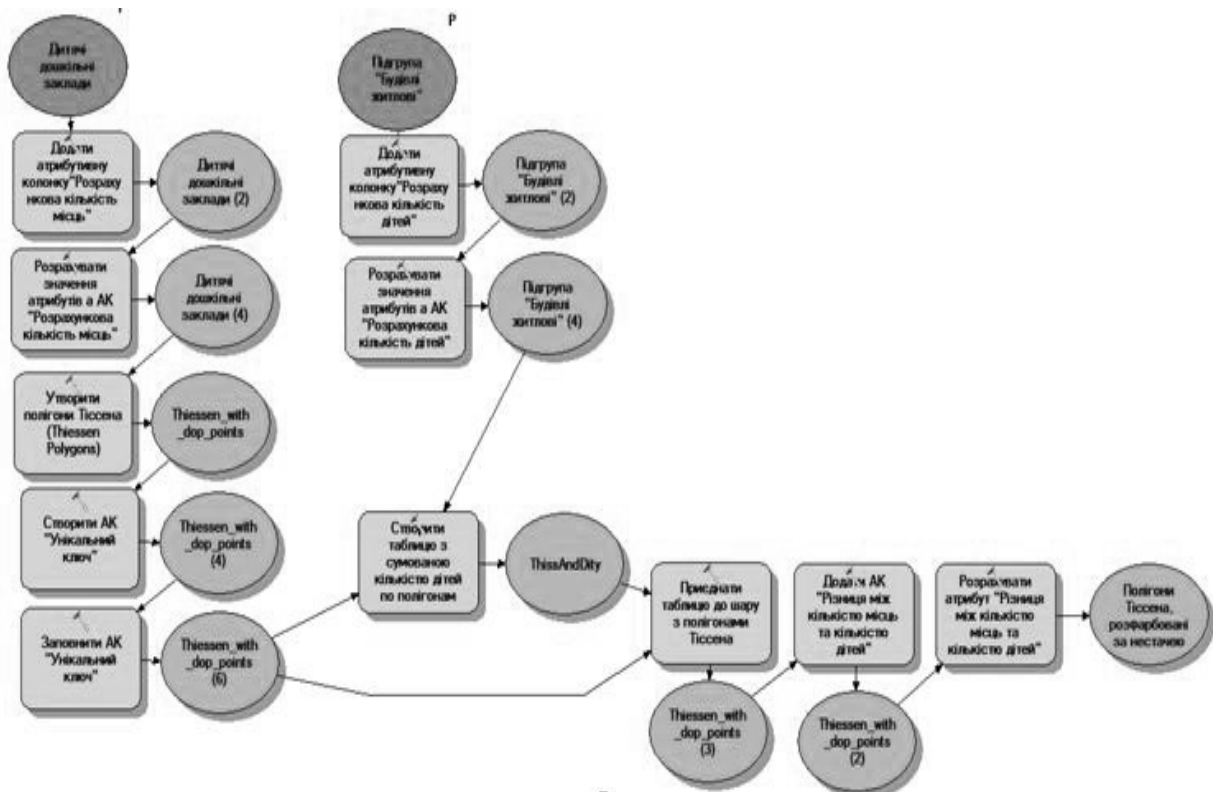 P
Дитячі
дошкільні
заклади
Підгрупа
"Будівлі
житлові"
Додати
атрибутивну
колонку"Розраху
нкова кількість
місць"
Дитячі
дошкільні
заклади (2)
Додати
атрибутивну
колонку"Розраху
нкова кількість
дітей"
Підгрупа
"Будівлі
житлові" (2)
Розрахувати
значення
атрибутів а АК
"Розрахункова
кількість місць"
Дитячі
дошкільні
заклади (4)
Розрахувати
значення
атрибутів а АК
"Розрахункова
кількість дітей"
Підгрупа
"Будівлі
житлові" (4)
Утворити
полігони Тіссена
(Thiessen
Polygons)
Thiessen_with
_dop_points
Створити АК
"Унікальний
ключ"
Thiessen_with
_dop_points
(4)
Створити
таблицю з
сумованою
кількістю дітей
по полігонам
ThissAndDity
Заповнити АК
"Унікальний
ключ"
Thiessen_with
_dop_points
(6)
Приєднати
таблицю до шару
з полігонами
Тіссена
Додати АК
"Різниця між
кількістю місць
та кількістю
дітей"
Розрахувати
атрибут "Різниця
між кількістю
місць та
кількістю дітей"
Полігони
Тіссена,
розфарбовані
за нестачею
Thiessen_with
_dop_points
(3)
Thiessen_with
_dop_points
(2)